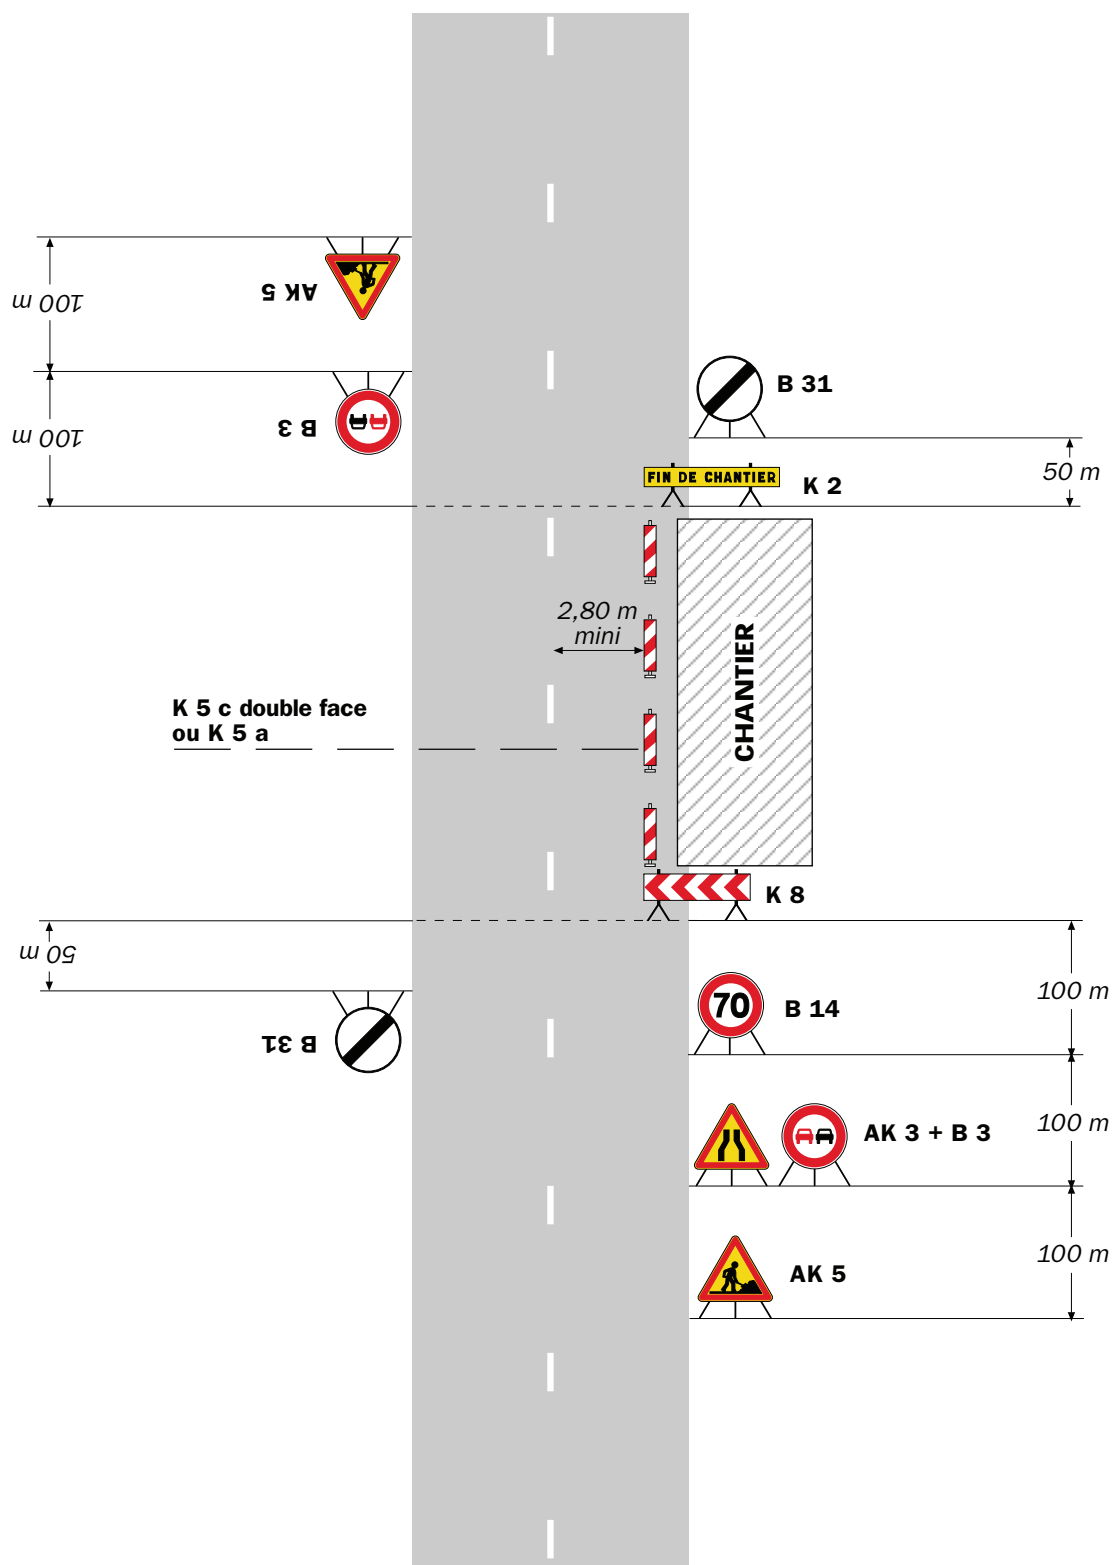 AK 5
100 m
B 3
100 m
B 31
50 m
FIN DE CHANTIER
K 2
2,80 m
mini
CHANTIER
K 5 c double face
ou K 5 a
K 8
50 m
B 31
70
B 14
100 m
AK 3 + B 3
100 m
AK 5
100 m